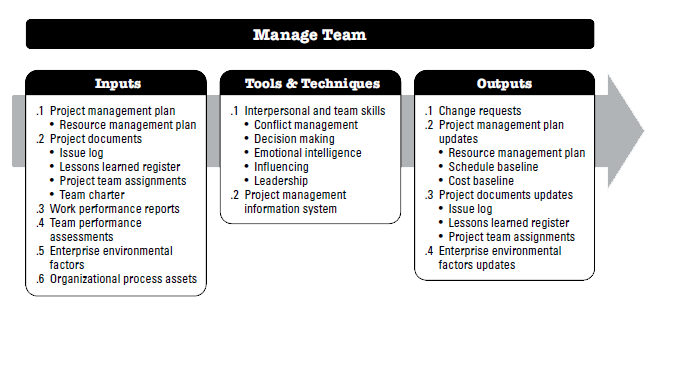 Manage Team
Inputs
.1 Project management plan
• Resource management plan
.2 Project documents
• Issue log
• Lessons learned register
• Project team assignments
• Team charter
.3 Work performance reports
.4 Team performance
assessments
.5 Enterprise environmental
factors
.6 Organizational process assets
Tools & Techniques
.1 Interpersonal and team skills
• Conflict management
• Decision making
• Emotional intelligence
• Influencing
• Leadership
.2 Project management
information system
Outputs
.1 Change requests
.2 Project management plan
updates
• Resource management plan
• Schedule baseline
• Cost baseline
.3 Project documents updates
• Issue log
• Lessons learned register
• Project team assignments
.4 Enterprise environmental
factors updates